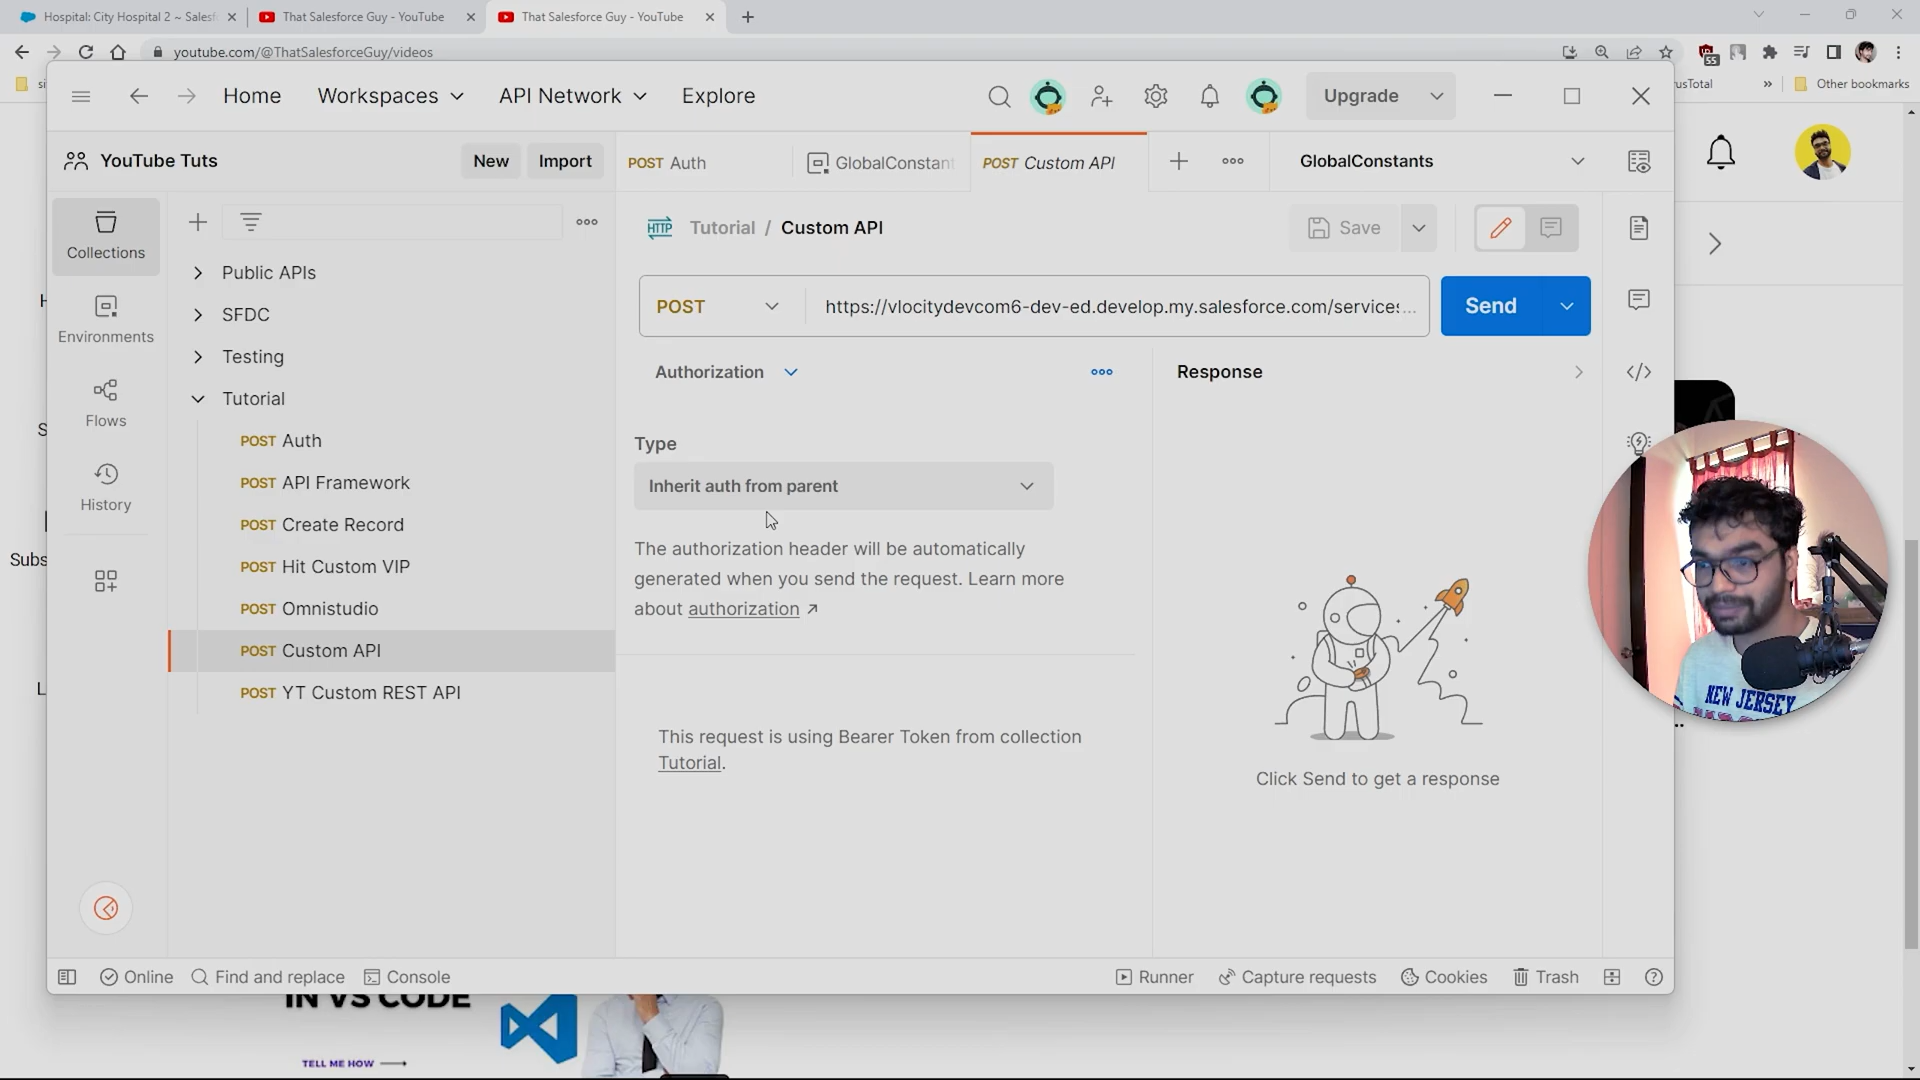 Hospital: City Hospital 2 ~ Salesf
That Salesforce Guy - YouTube
That Salesforce Guy - YouTube
youtube.com/@ThatSalesforceGuy/videos
55
si
rusTotal
»
Other bookmarks
Home
Workspaces
API Network
Explore
Upgrade
YouTube Tuts
New
Import
POST Auth
GlobalConstant
POST Custom API
GlobalConstants
Collections
Environments
Flows
History
Public APIs
SFDC
Testing
Tutorial
POST Auth
POST API Framework
POST Create Record
POST Hit Custom VIP
POST Omnistudio
POST Custom API
POST YT Custom REST API
HTTP
Tutorial / Custom API
Save
POST
https://vlocitydevcom6-dev-ed.develop.my.salesforce.com/services...
Send
Authorization
Response
Type
Inherit auth from parent
The authorization header will be automatically
generated when you send the request. Learn more
about authorization
This request is using Bearer Token from collection
Tutorial.
Click Send to get a response
Subs
NEW JERSEY
Online
Find and replace
Console
Runner
Capture requests
Cookies
Trash
IN VS CODE
TELL ME HOW